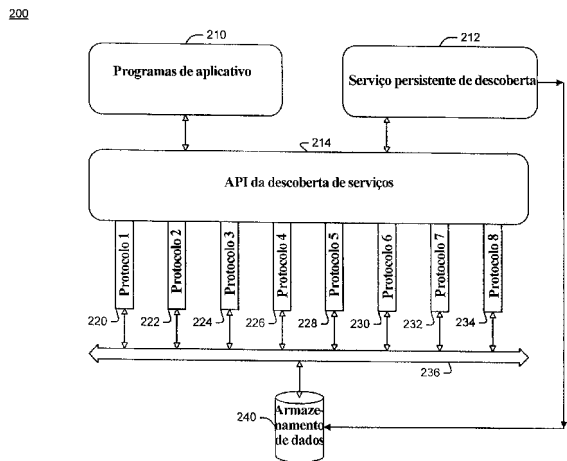 200
210
212
Programas de aplicativo
Serviço persistente de descoberta
214
API da descoberta de serviços
Protocolo 1
Protocolo 2
Protocolo 3
Protocolo 4
Protocolo 5
Protocolo 6
Protocolo 7
Protocolo 8
220
222
224
226
228
230
232
234
236
240
Armaze-
namento
de dados